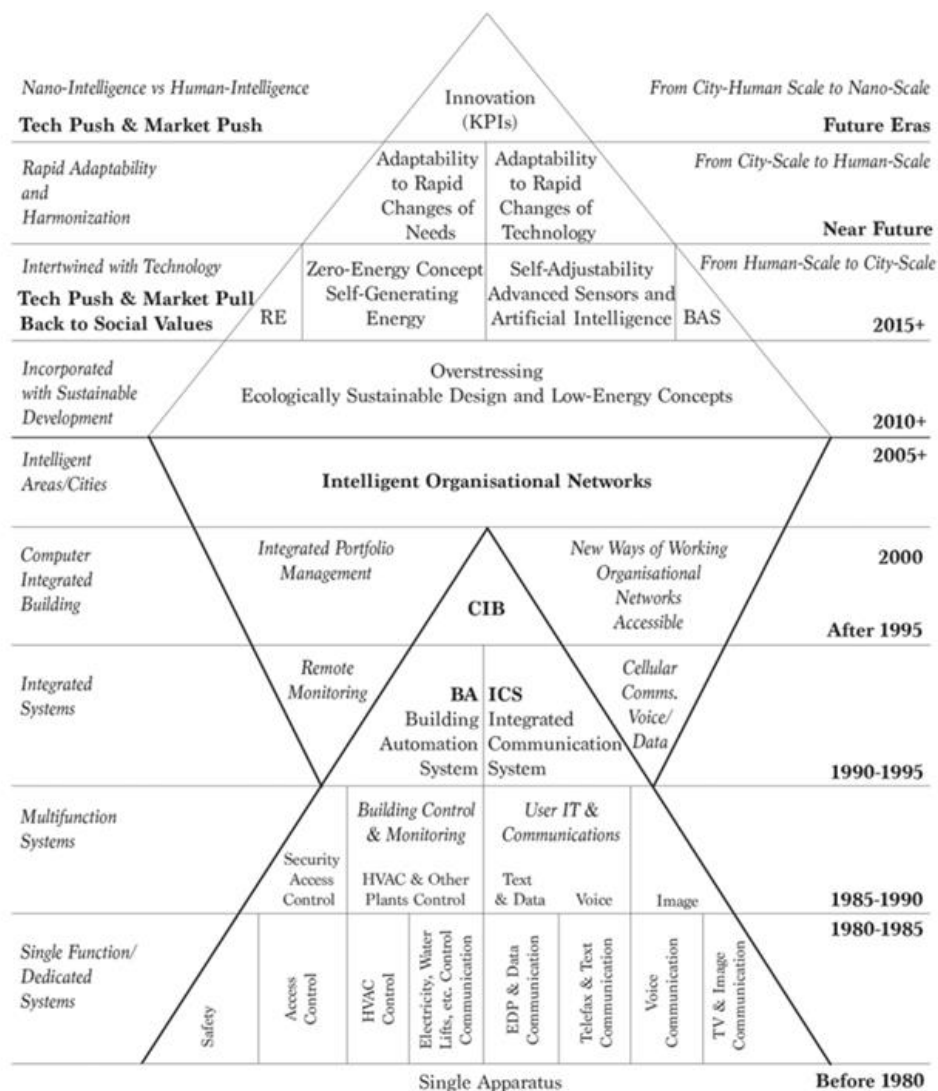 Nano-Intelligence vs Human-Intelligence
Tech Push & Market Push
Innovation
(KPIs)
From City-Human Scale to Nano-Scale
Future Eras
Rapid Adaptability
and
Harmonization
Adaptability
to Rapid
Changes of
Needs
Adaptability
to Rapid
Changes of
Technology
From City-Scale to Human-Scale
Near Future
Intertwined with Technology
Tech Push & Market Pull
Back to Social Values
RE
Zero-Energy Concept
Self-Generating
Energy
Self-Adjustability
Advanced Sensors and
Artificial Intelligence
BAS
From Human-Scale to City-Scale
2015+
Incorporated
with Sustainable
Development
Overstressing
Ecologically Sustainable Design and Low-Energy Concepts
2010+
Intelligent
Areas/Cities
Intelligent Organisational Networks
2005+
Computer
Integrated
Building
Integrated Portfolio
Management
CIB
New Ways of Working
Organisational
Networks
Accessible
2000
After 1995
Integrated
Systems
Remote
Monitoring
BA
Building
Automation
System
ICS
Integrated
Communication
System
Cellular
Comms.
Voice/
Data
1990-1995
Multifunction
Systems
Building Control
& Monitoring
User IT &
Communications
Security
Access
Control
HVAC & Other
Plants Control
Text
& Data
Voice
Image
1985-1990
1980-1985
Single Function/
Dedicated
Systems
Safety
Access
Control
HVAC
Control
Electricity, Water
Lifts, etc. Control
Communication
EDP & Data
Communication
Telefax & Text
Communication
Voice
Communication
TV & Image
Communication
Single Apparatus
Before 1980